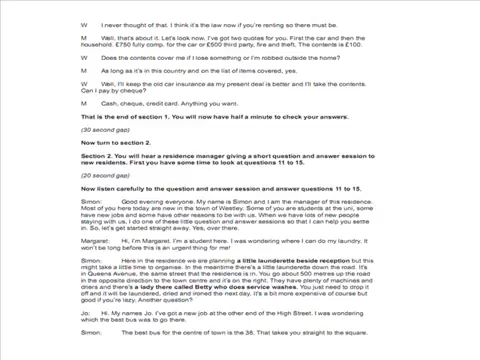 W I never thought of that. I think it's the law now if you're renting so there must be.
M Well, that's about it. Let's look now. I've got two quotes for you. First the car and then the
household. £750 fully comp. for the car or £500 third party, fire and theft. The contents is £100.
W Does the contents cover me if I lose something or I'm robbed outside the home?
M As long as it's in this country and on the list of items covered, yes.
W Well, I'll keep the old car insurance as my present deal is better and I'll take the contents.
Can I pay by cheque?
M Cash, cheque, credit card. Anything you want.
That is the end of section 1. You will now have half a minute to check your answers.
(30 second gap)
Now turn to section 2.
Section 2. You will hear a residence manager giving a short question and answer session to
new residents. First you have some time to look at questions 11 to 15.
(20 second gap)
Now listen carefully to the question and answer session and answer questions 11 to 15.
Simon: Good evening everyone. My name is Simon and I am the manager of this residence.
Most of you here today are new in the town of Westley. Some of you are students at the uni, some
have new jobs and some have other reasons to be with us. When we have lots of new people
staying with us, I do one of these little question and answer sessions so that I can help you settle
in. So, let's get started straight away. Yes, over there.
Margaret: Hi, I'm Margaret. I'm a student here. I was wondering where I can do my laundry. It
won't be long before this is an urgent thing for me!
Simon: Here in the residence we are planning a little launderette beside reception but this
might take a little time to organise. In the meantime there's a little launderette down the road. It's
in Queens Avenue, the same street that the residence is in. You go about 500 metres up the road
in the opposite direction to the town centre and it's on the right. They have plenty of machines and
driers and there's a lady there called Betty who does service washes. You just need to drop it
off and it will be laundered, dried and ironed the next day. It's a bit more expensive of course but
good if you're lazy. Another question?
Jo: Hi. My names Jo. I've got a new job at the other end of the High Street. I was wondering
which the best bus was to go there.
Simon: The best bus for the centre of town is the 38. That takes you straight to the square.